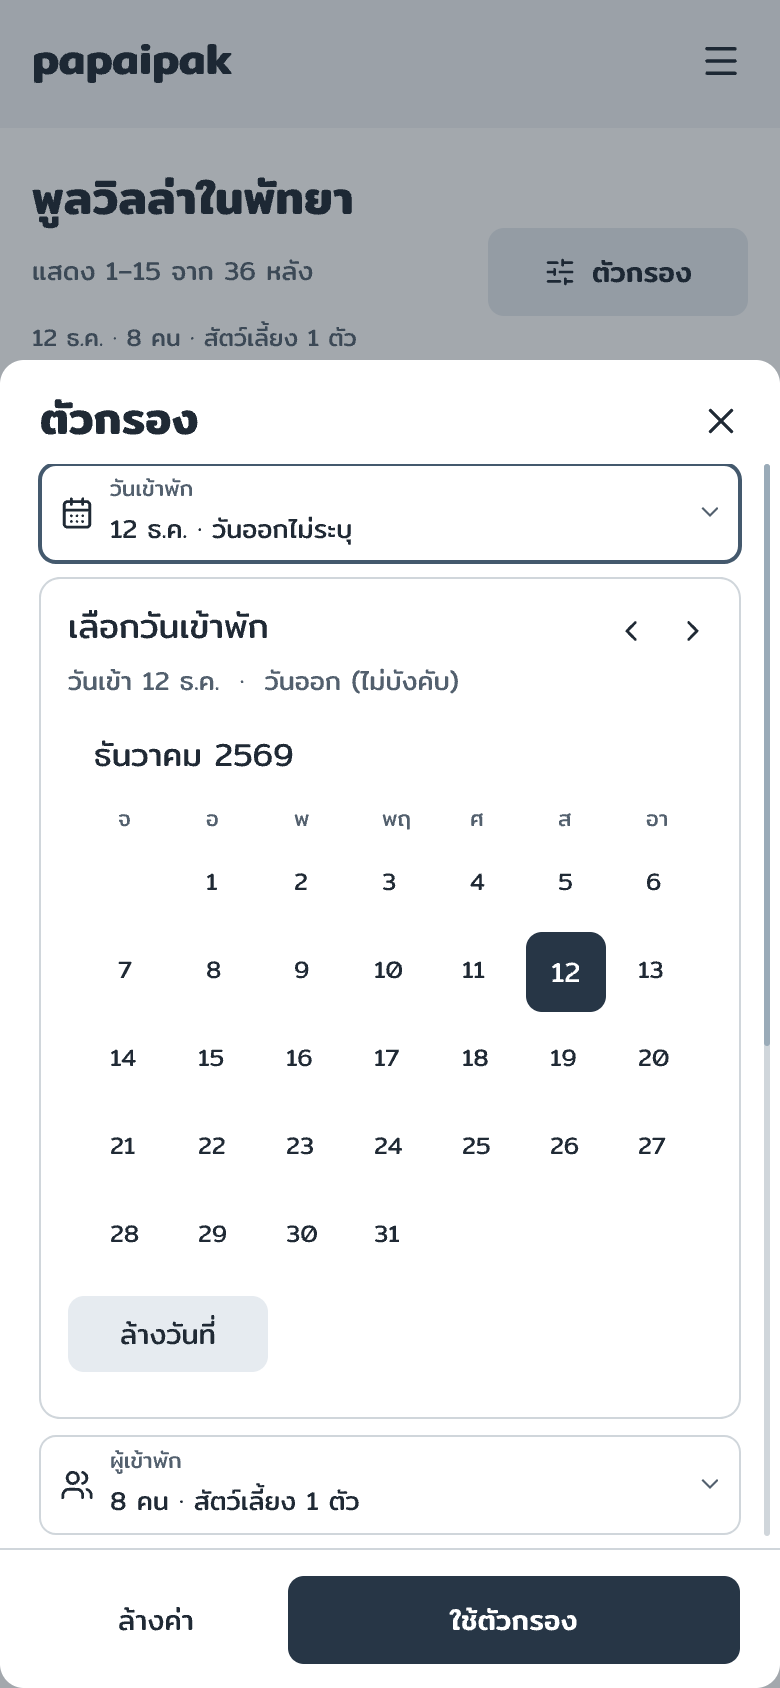 papaipak
พูลวิลล่าในพัทยา
แสดง 1–15 จาก 36 หลัง
ตัวกรอง
12 ธ.ค. · 8 คน · สัตว์เลี้ยง 1 ตัว
ตัวกรอง
วันเข้าพัก
12 ธ.ค. · วันออกไม่ระบุ
เลือกวันเข้าพัก
วันเข้า 12 ธ.ค. · วันออก (ไม่บังคับ)
ธันวาคม 2569
จ อ พ พฤ ศ ส อา
1 2 3 4 5 6
7 8 9 10 11 12 13
14 15 16 17 18 19 20
21 22 23 24 25 26 27
28 29 30 31
ล้างวันที่
ผู้เข้าพัก
8 คน · สัตว์เลี้ยง 1 ตัว
ล้างค่า
ใช้ตัวกรอง